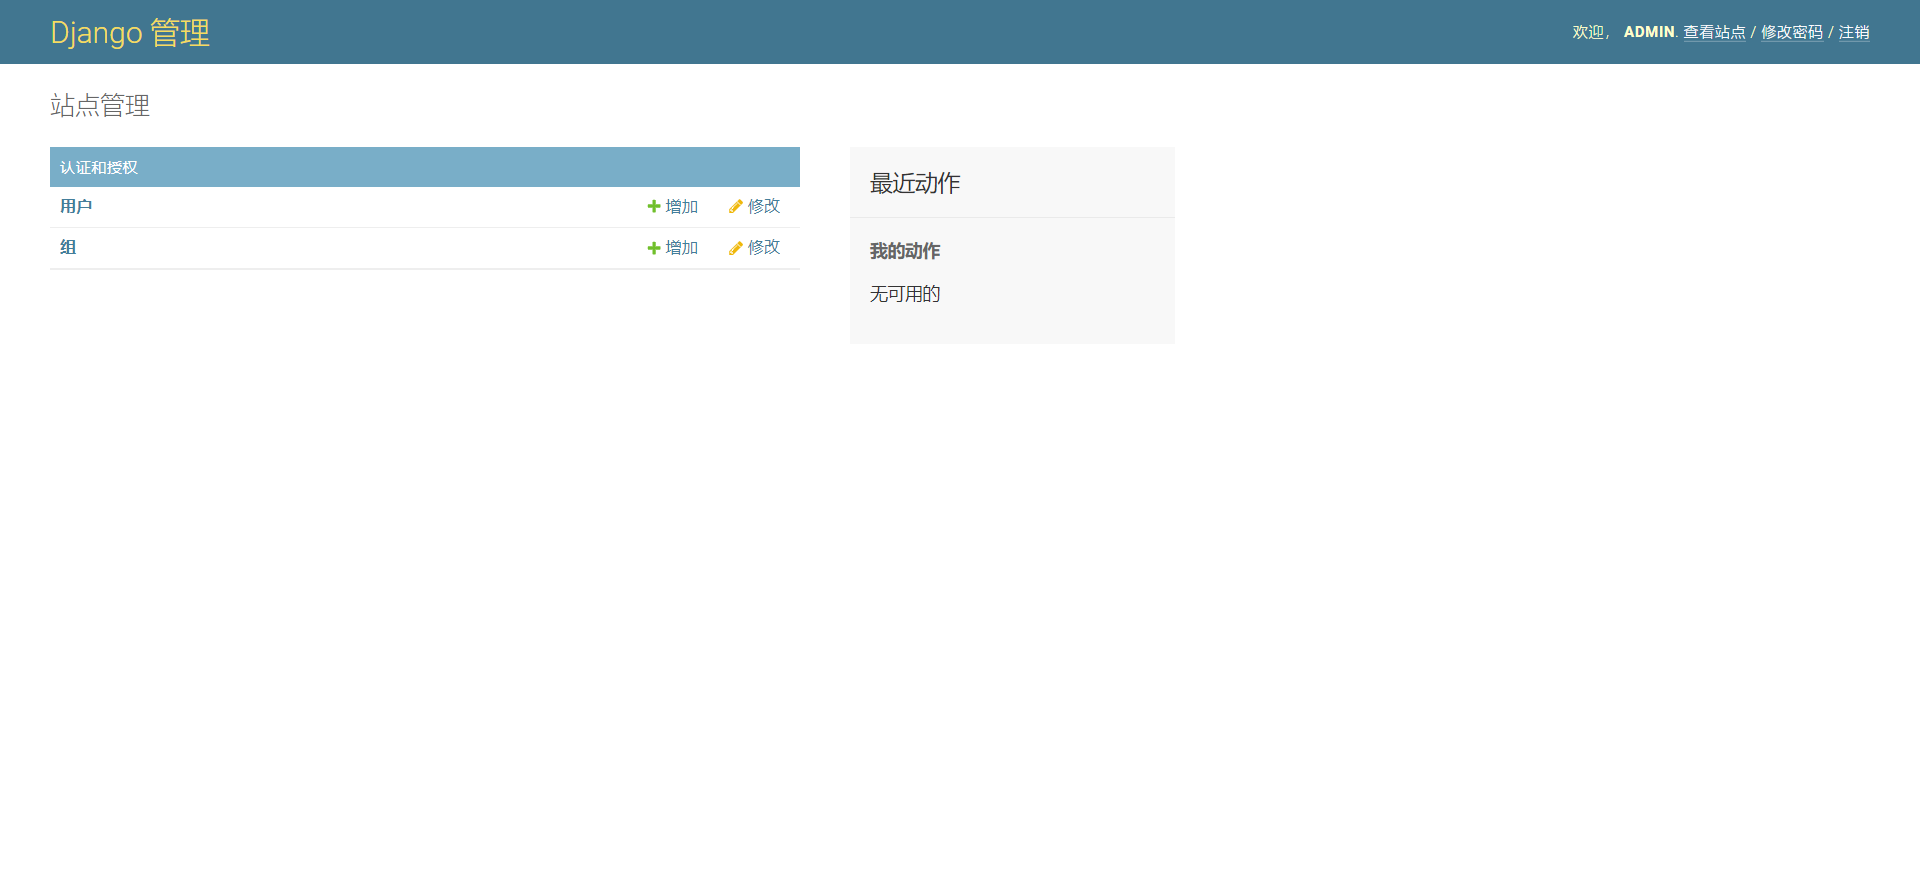 Django 管理
欢迎， ADMIN. 查看站点 / 修改密码 / 注销
站点管理
认证和授权
用户 增加 修改
组 增加 修改
最近动作
我的动作
无可用的